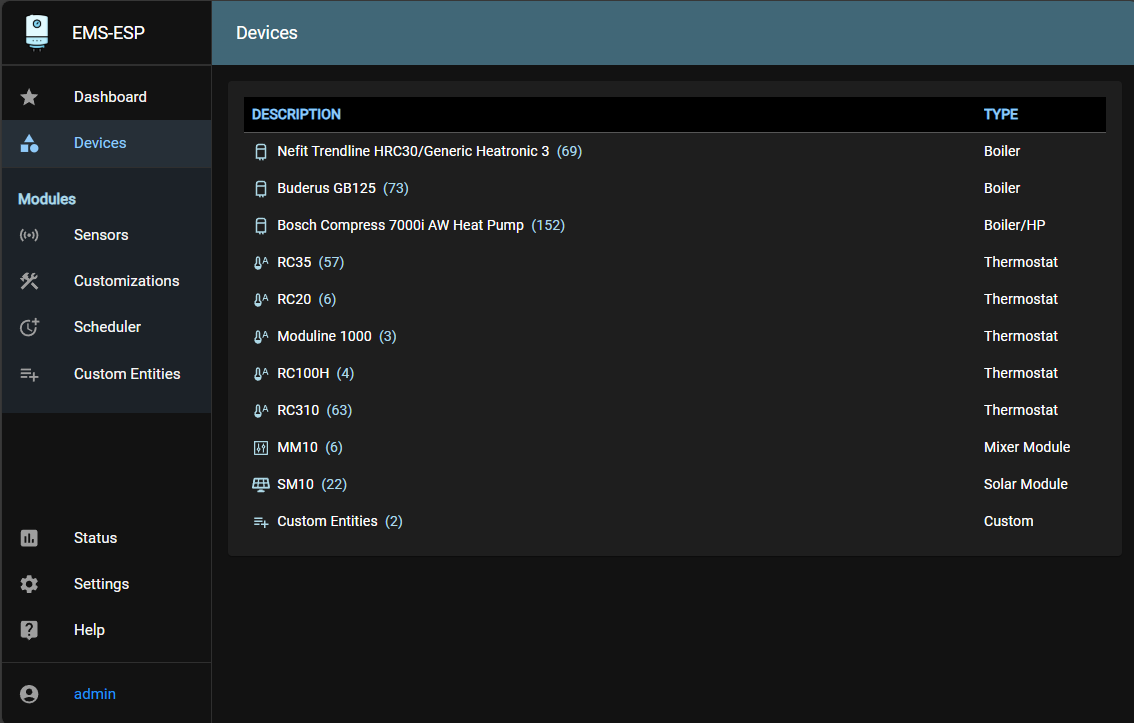 EMS-ESP
Devices
Dashboard
Devices
Modules
Sensors
Customizations
Scheduler
Custom Entities
Status
Settings
Help
admin
DESCRIPTION TYPE
Nefit Trendline HRC30/Generic Heatronic 3 (69) Boiler
Buderus GB125 (73) Boiler
Bosch Compress 7000i AW Heat Pump (152) Boiler/HP
RC35 (57) Thermostat
RC20 (6) Thermostat
Moduline 1000 (3) Thermostat
RC100H (4) Thermostat
RC310 (63) Thermostat
MM10 (6) Mixer Module
SM10 (22) Solar Module
Custom Entities (2) Custom